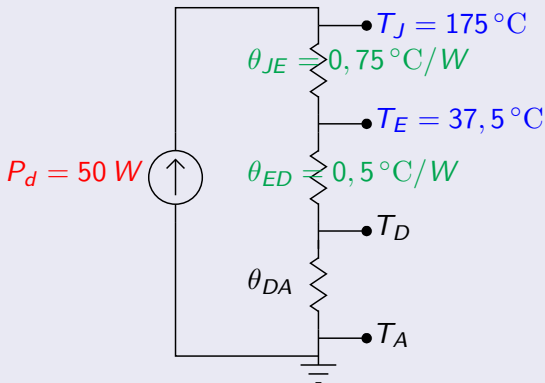 T_J = 175 °C
θ_JE = 0,75 °C/W
T_E = 37,5 °C
P_d = 50 W
θ_ED = 0,5 °C/W
T_D
θ_DA
T_A